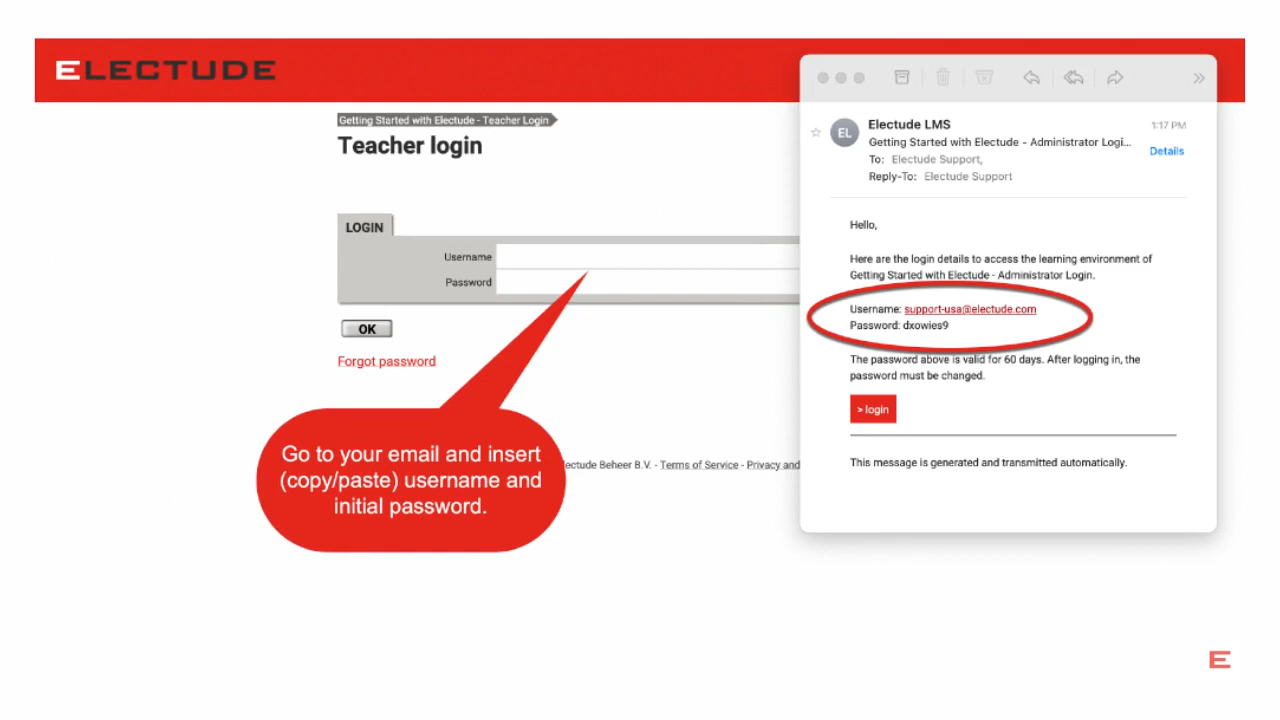 ELECTUDE
Getting Started with Electude - Teacher Login
Teacher login
LOGIN
Username
Password
OK
Forgot password
Go to your email and insert
(copy/paste) username and
initial password.
ectude Beheer B.V. - Terms of Service - Privacy and
EL
Electude LMS
1:17 PM
Getting Started with Electude - Administrator Logi...
Details
To: Electude Support,
Reply-To: Electude Support
Hello,
Here are the login details to access the learning environment of
Getting Started with Electude - Administrator Login.
Username: support-usa@electude.com
Password: dxowies9
The password above is valid for 60 days. After logging in, the
password must be changed.
> login
This message is generated and transmitted automatically.
E